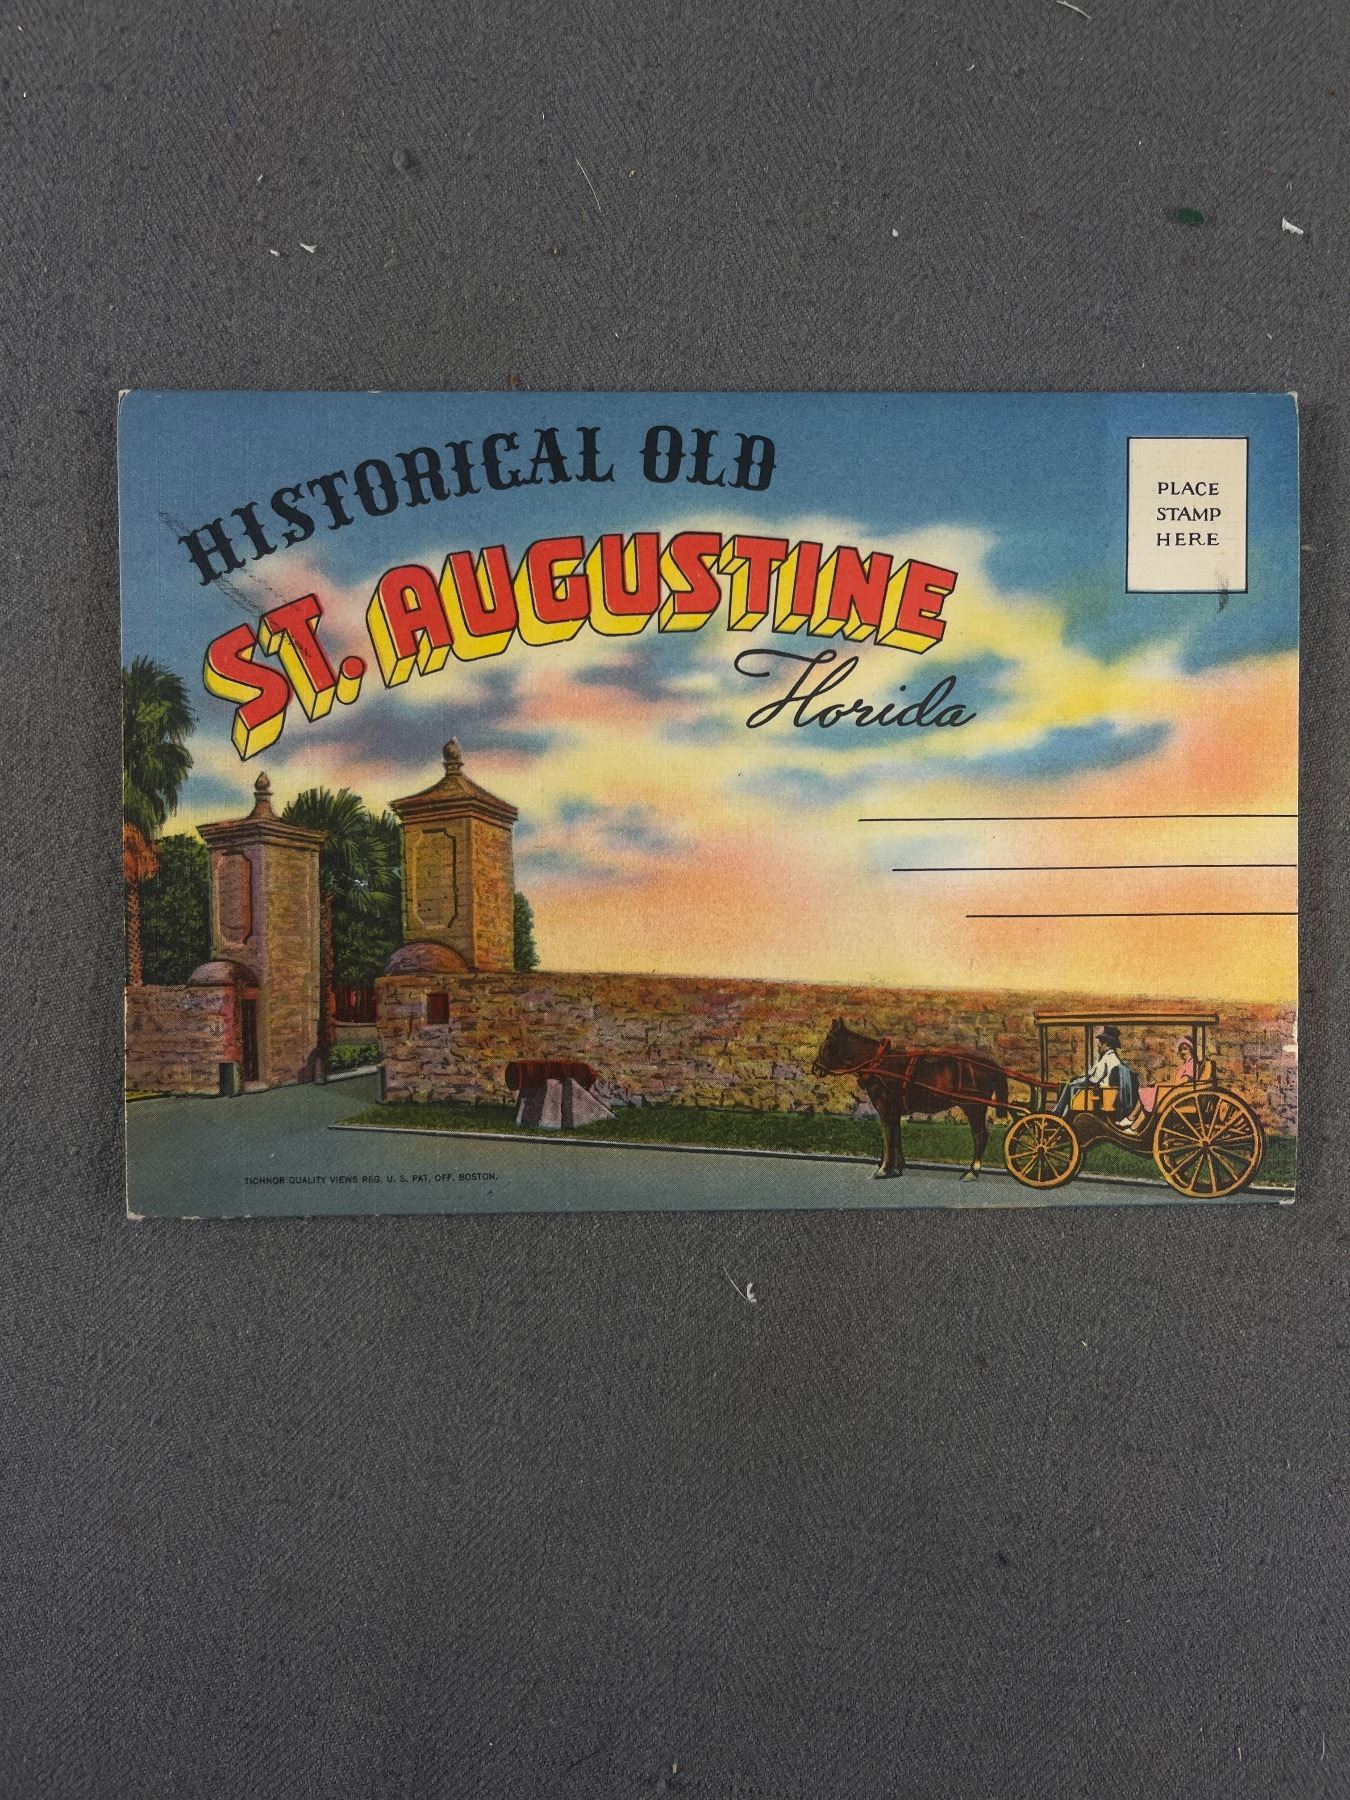 HISTORICAL OLD
ST. AUGUSTINE
Florida
PLACE
STAMP
HERE
TICHNOR QUALITY VIEWS REG. U. S. PAT. OFF. BOSTON.